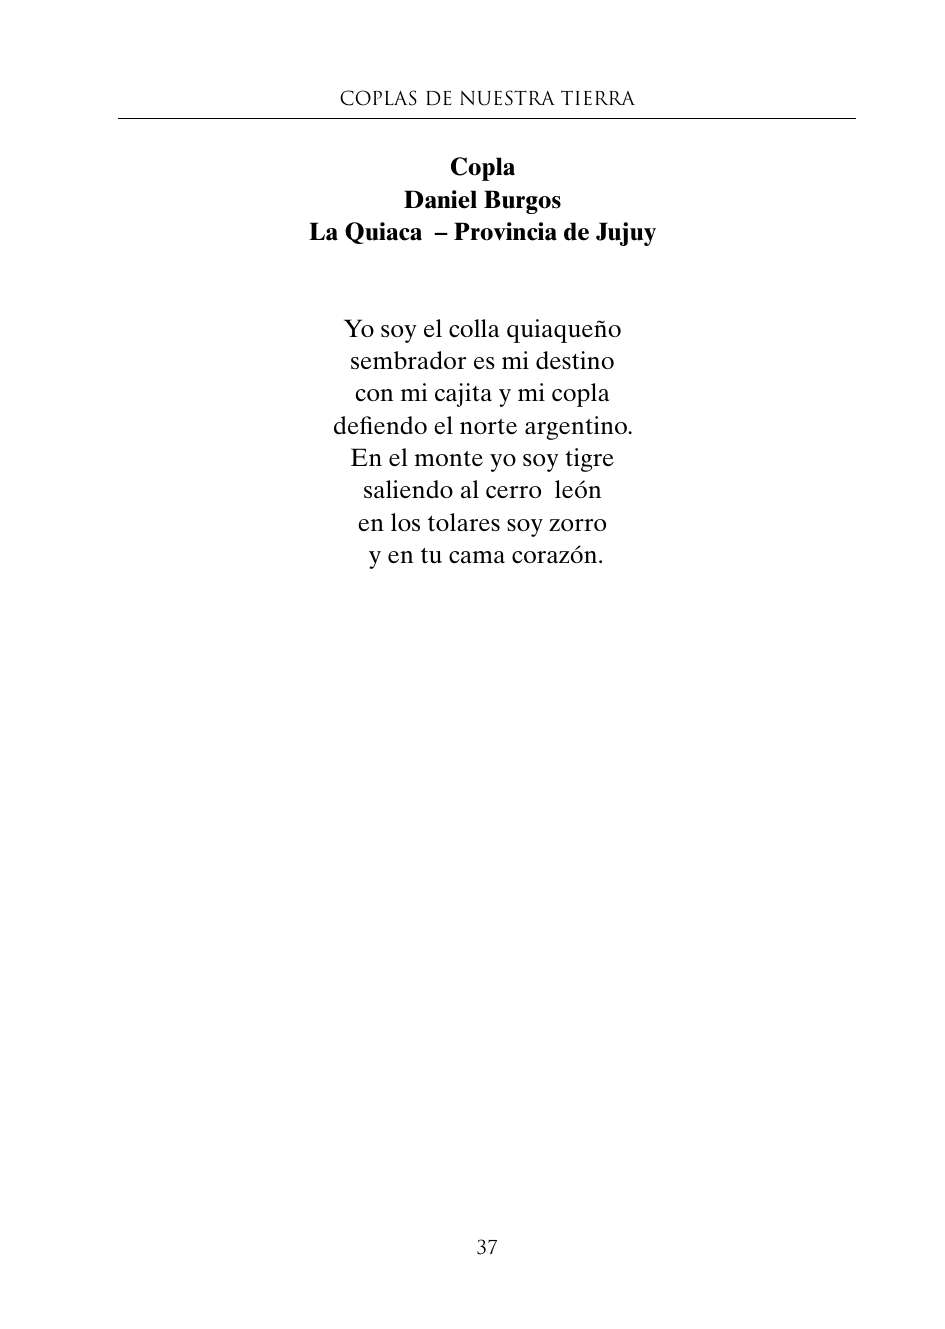 COPLAS DE NUESTRA TIERRA
Copla
Daniel Burgos
La Quiaca – Provincia de Jujuy
Yo soy el colla quiaqueño
sembrador es mi destino
con mi cajita y mi copla
defiendo el norte argentino.
En el monte yo soy tigre
saliendo al cerro león
en los tolares soy zorro
y en tu cama corazón.
37